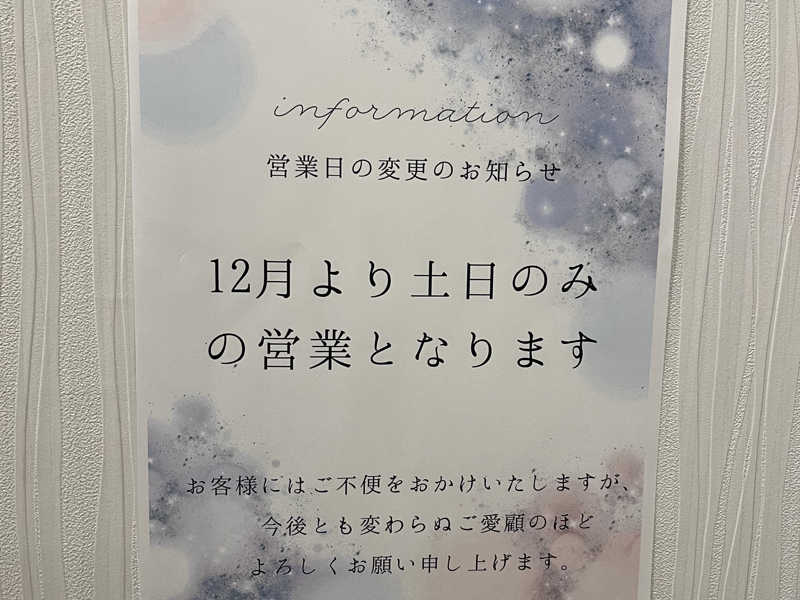 information
営業日の変更のお知らせ
12月より土日のみ
の営業となります
お客様にはご不便をおかけいたしますが、
今後とも変わらぬご愛顧のほど
よろしくお願い申し上げます。